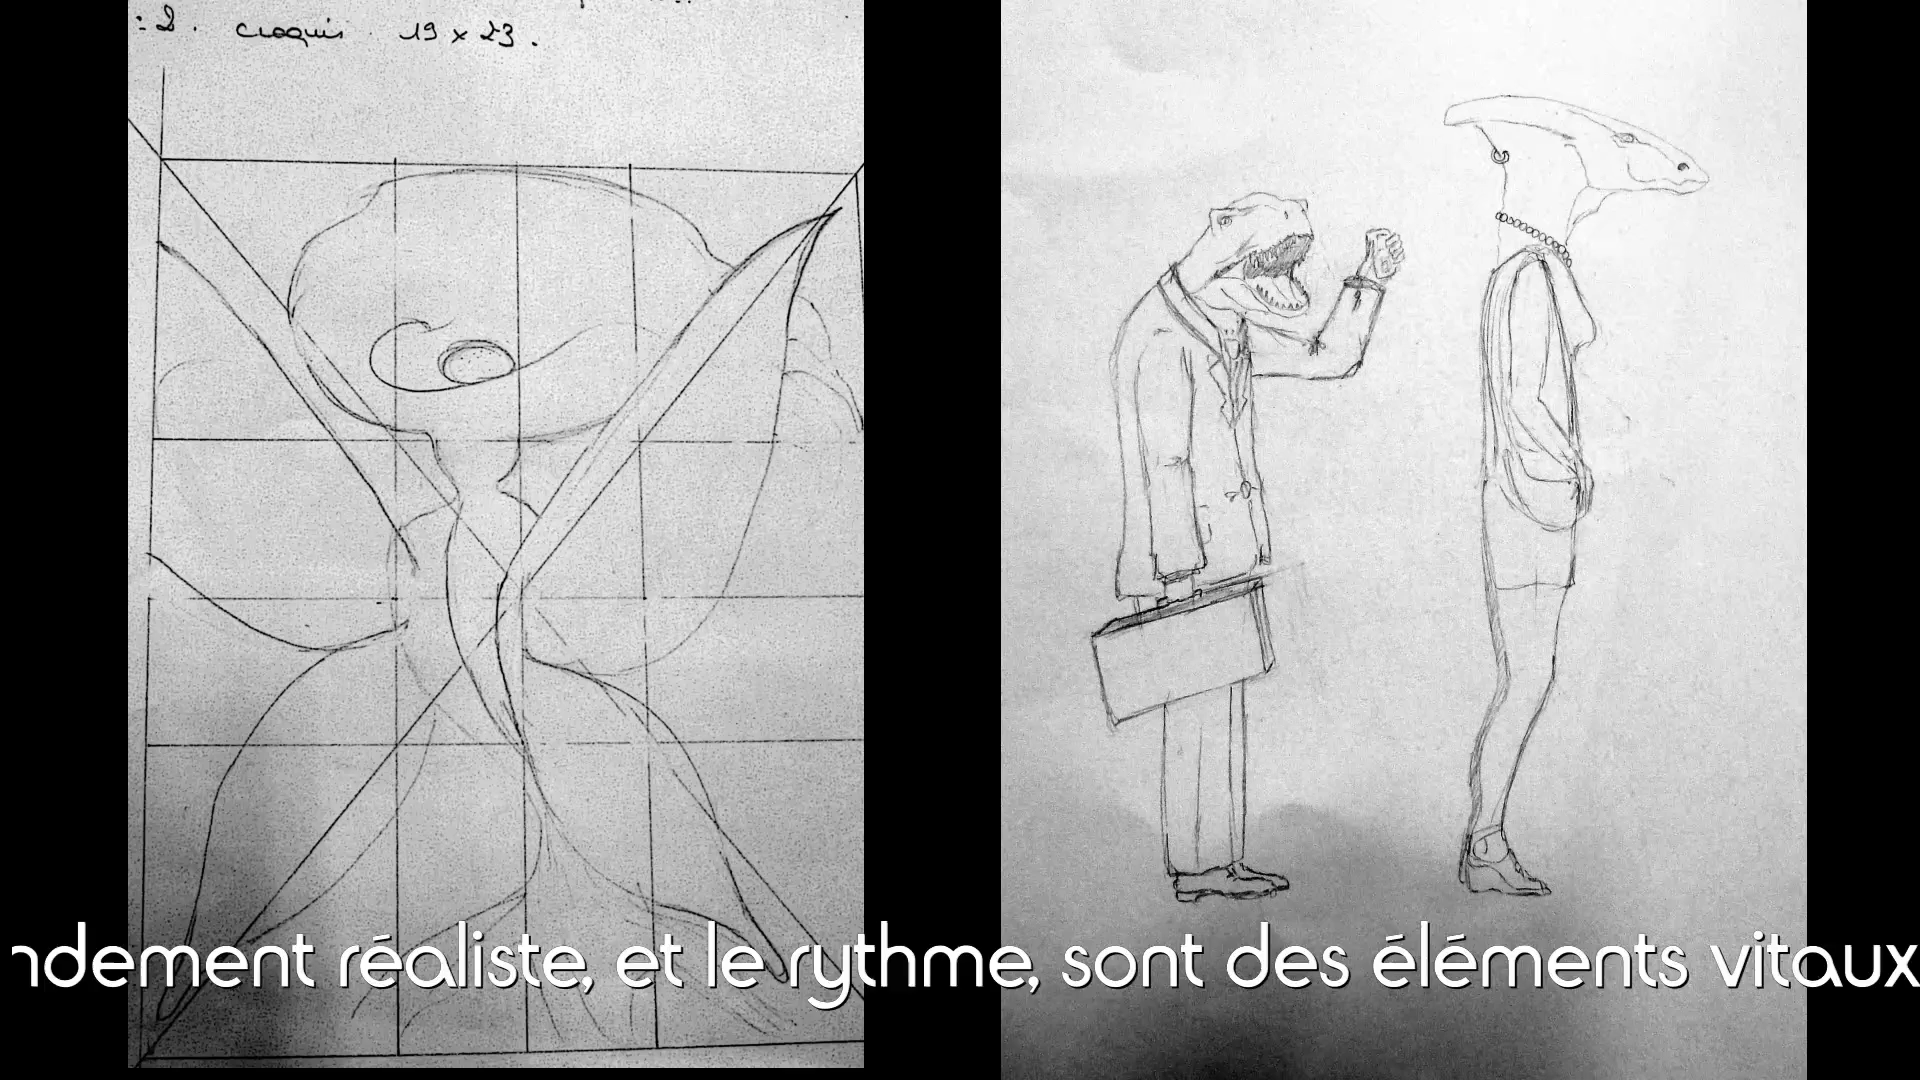 :2. croquis 19 x 23.
ndement réaliste, et le rythme, sont des éléments vitaux